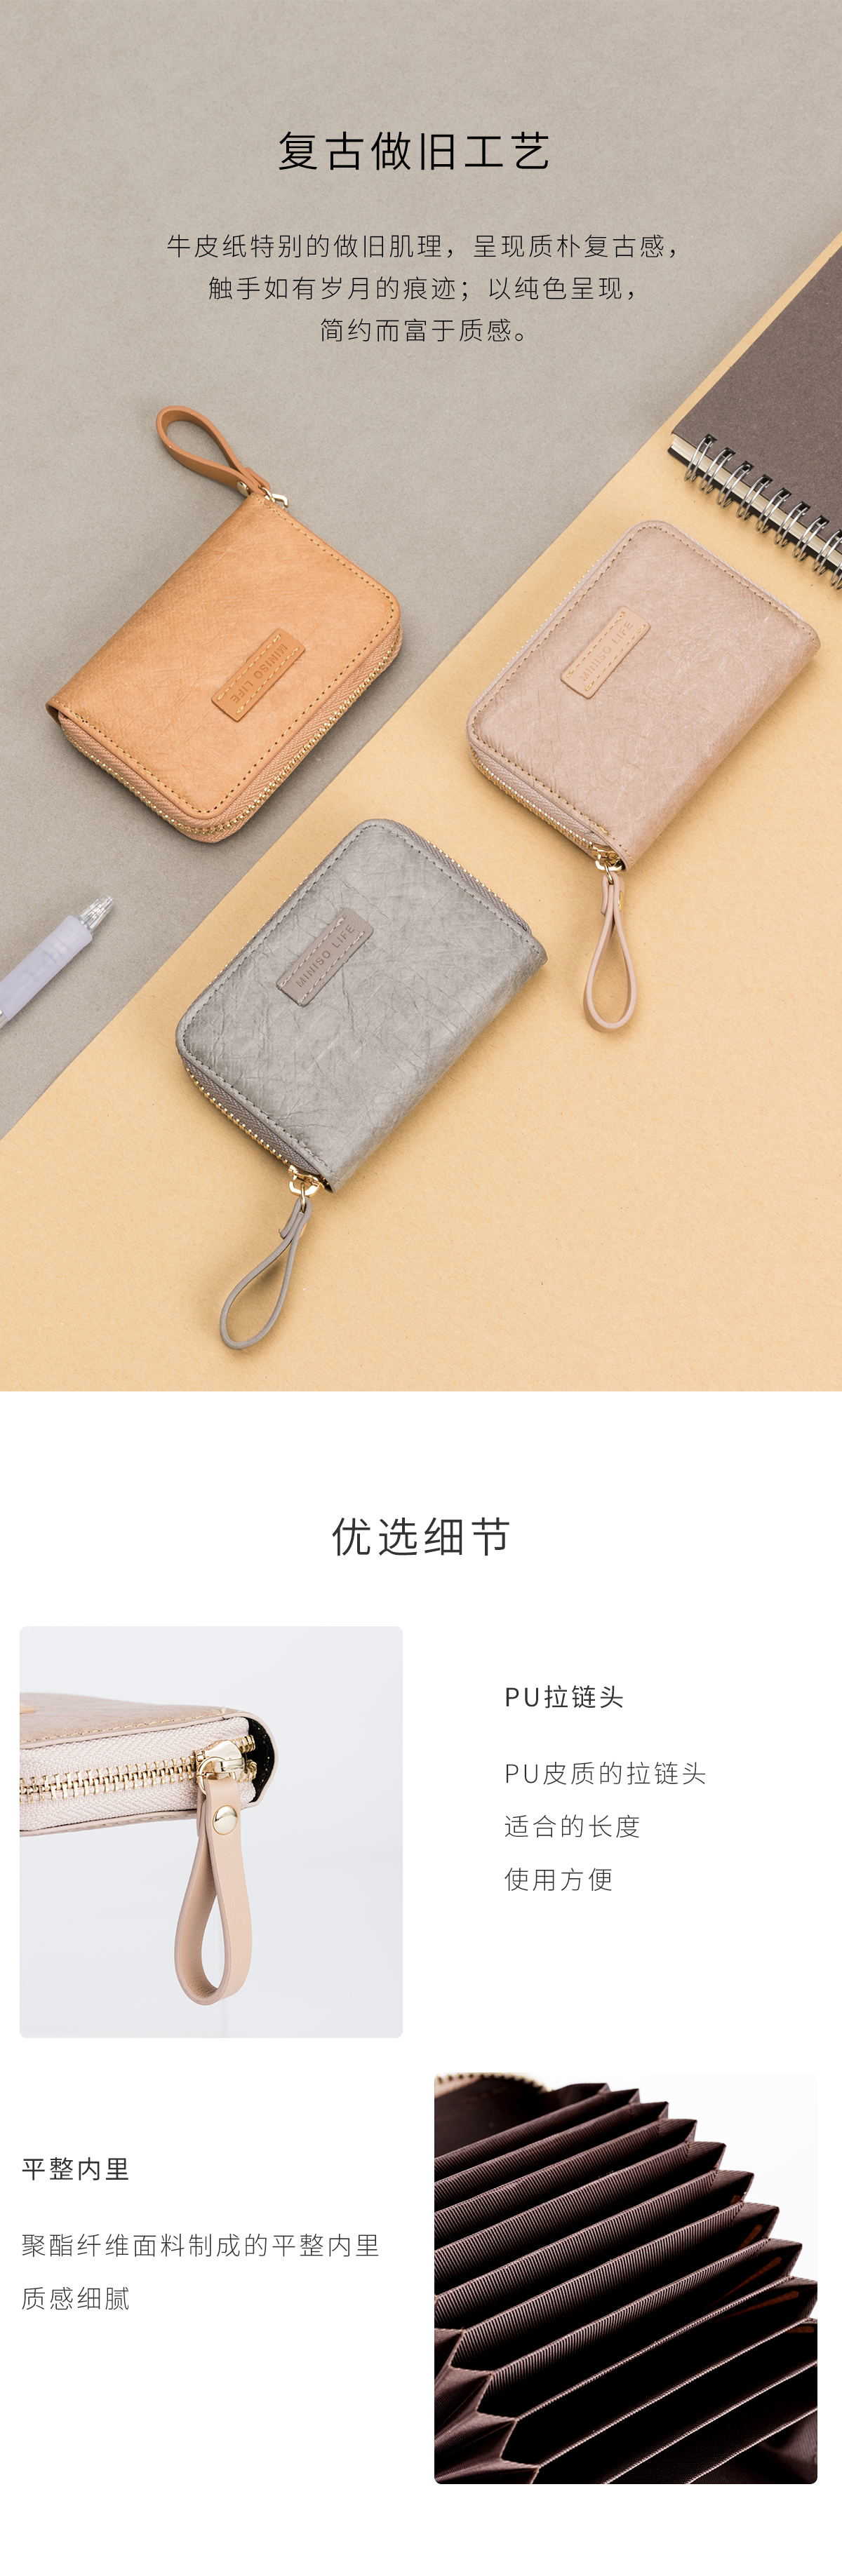 复古做旧工艺
牛皮纸特别的做旧肌理，呈现质朴复古感，
触手如有岁月的痕迹；以纯色呈现，
简约而富于质感。
MINISO LIFE
MINISO LIFE
MINISO LIFE
优选细节
PU拉链头
PU皮质的拉链头
适合的长度
使用方便
平整内里
聚酯纤维面料制成的平整内里
质感细腻